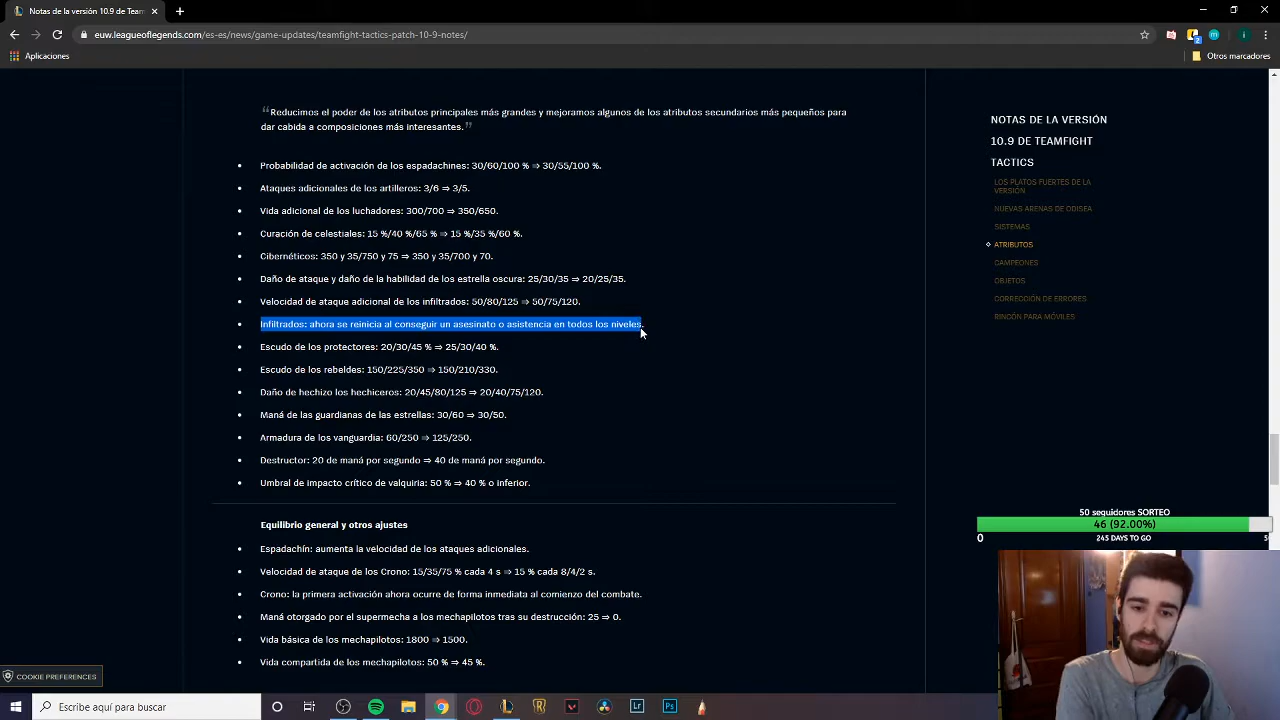 Notas de la versión 10.9 de Team
euw.leagueoflegends.com/es-es/news/game-updates/teamfight-tactics-patch-10-9-notes/
Aplicaciones
Otros marcadores
“Reducimos el poder de los atributos principales más grandes y mejoramos algunos de los atributos secundarios más pequeños para
dar cabida a composiciones más interesantes.”
• Probabilidad de activación de los espadachines: 30/60/100 % ⇒ 30/55/100 %.
• Ataques adicionales de los artilleros: 3/6 ⇒ 3/5.
• Vida adicional de los luchadores: 300/700 ⇒ 350/650.
• Curación de celestiales: 15 %/40 %/65 % ⇒ 15 %/35 %/60 %.
• Cibernéticos: 350 y 35/750 y 75 ⇒ 350 y 35/700 y 70.
• Daño de ataque y daño de la habilidad de los estrella oscura: 25/30/35 ⇒ 20/25/35.
• Velocidad de ataque adicional de los infiltrados: 50/80/125 ⇒ 50/75/120.
• Infiltrados: ahora se reinicia al conseguir un asesinato o asistencia en todos los niveles.
• Escudo de los protectores: 20/30/45 % ⇒ 25/30/40 %.
• Escudo de los rebeldes: 150/225/350 ⇒ 150/210/330.
• Daño de hechizo los hechiceros: 20/45/80/125 ⇒ 20/40/75/120.
• Maná de las guardianas de las estrellas: 30/60 ⇒ 30/50.
• Armadura de los vanguardia: 60/250 ⇒ 125/250.
• Destructor: 20 de maná por segundo ⇒ 40 de maná por segundo.
• Umbral de impacto crítico de valquiria: 50 % ⇒ 40 % o inferior.
Equilibrio general y otros ajustes
• Espadachín: aumenta la velocidad de los ataques adicionales.
• Velocidad de ataque de los Crono: 15/35/75 % cada 4 s ⇒ 15 % cada 8/4/2 s.
• Crono: la primera activación ahora ocurre de forma inmediata al comienzo del combate.
• Maná otorgado por el supermecha a los mechapilotos tras su destrucción: 25 ⇒ 0.
• Vida básica de los mechapilotos: 1800 ⇒ 1500.
• Vida compartida de los mechapilotos: 50 % ⇒ 45 %.
NOTAS DE LA VERSIÓN
10.9 DE TEAMFIGHT
TACTICS
LOS PLATOS FUERTES DE LA
VERSIÓN
NUEVAS ARENAS DE ODISEA
SISTEMAS
ATRIBUTOS
CAMPEONES
OBJETOS
CORRECCIÓN DE ERRORES
RINCÓN PARA MÓVILES
50 seguidores SORTEO
46 (92.00%)
0
245 DAYS TO GO
COOKIE PREFERENCES
Escribe aquí para buscar